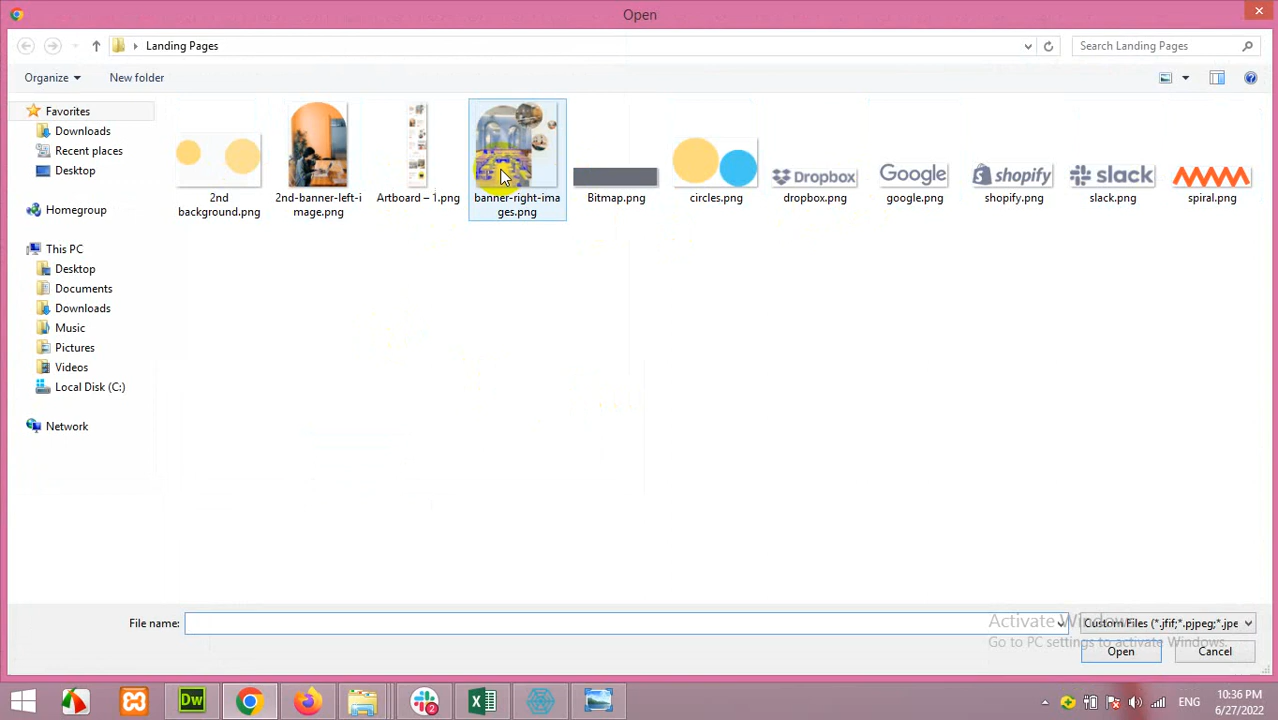 Open
Landing Pages
Search Landing Pages
Organize
New folder
Favorites
Downloads
Recent places
Desktop
Homegroup
This PC
Desktop
Documents
Downloads
Music
Pictures
Videos
Local Disk (C:)
Network
2nd
background.png
2nd-banner-left-i
mage.png
Artboard – 1.png
banner-right-ima
ges.png
Bitmap.png
circles.png
Dropbox
dropbox.png
Google
google.png
shopify
shopify.png
slack
slack.png
spiral.png
File name:
Custom Files (*.jfif;*.pjpeg;*.jpe
Activate Windows
Go to PC settings to activate Windows.
Open
Cancel
Dw
2
ENG
10:36 PM
6/27/2022